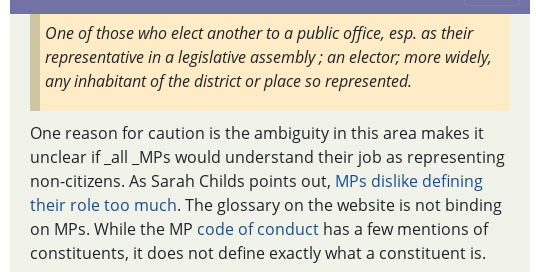 One of those who elect another to a public office, esp. as their
representative in a legislative assembly ; an elector; more widely,
any inhabitant of the district or place so represented.
One reason for caution is the ambiguity in this area makes it
unclear if _all _MPs would understand their job as representing
non-citizens. As Sarah Childs points out, MPs dislike defining
their role too much. The glossary on the website is not binding
on MPs. While the MP code of conduct has a few mentions of
constituents, it does not define exactly what a constituent is.